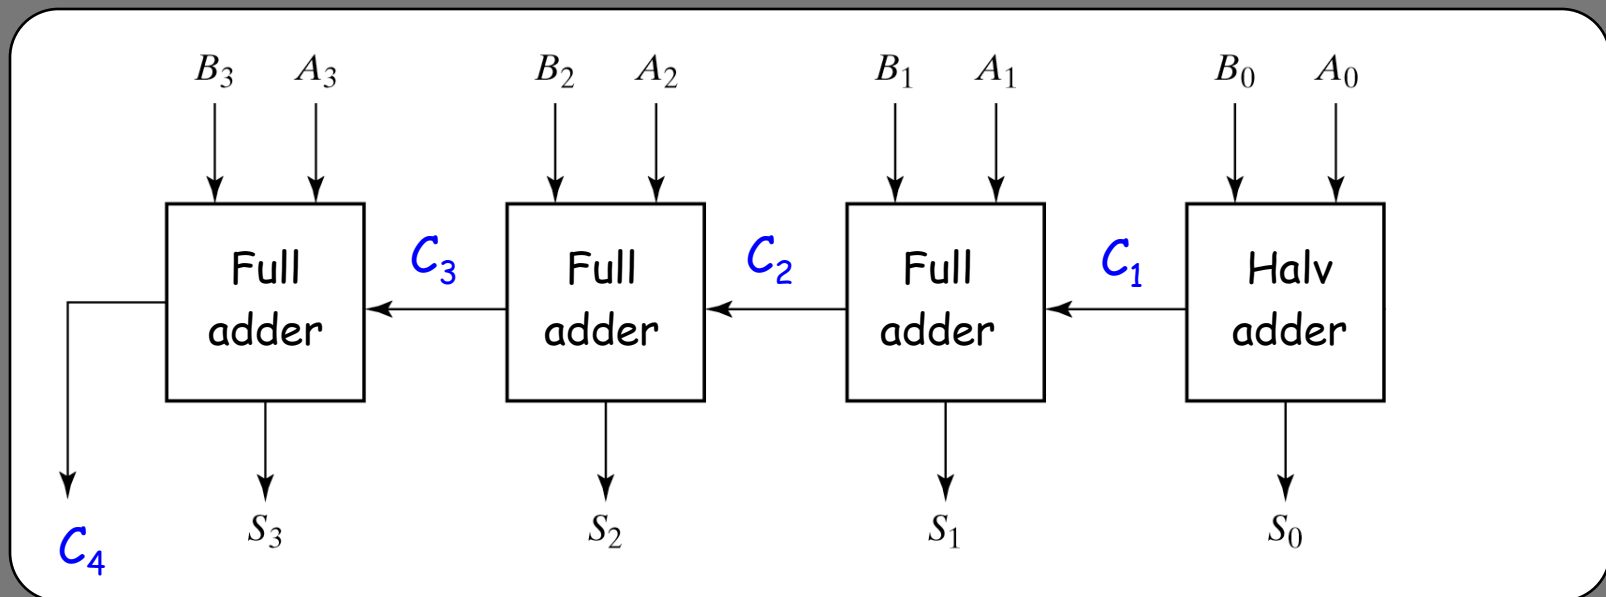 B₃ A₃ B₂ A₂ B₁ A₁ B₀ A₀
Full adder C₃ Full adder C₂ Full adder C₁ Halv adder
C₄ S₃ S₂ S₁ S₀